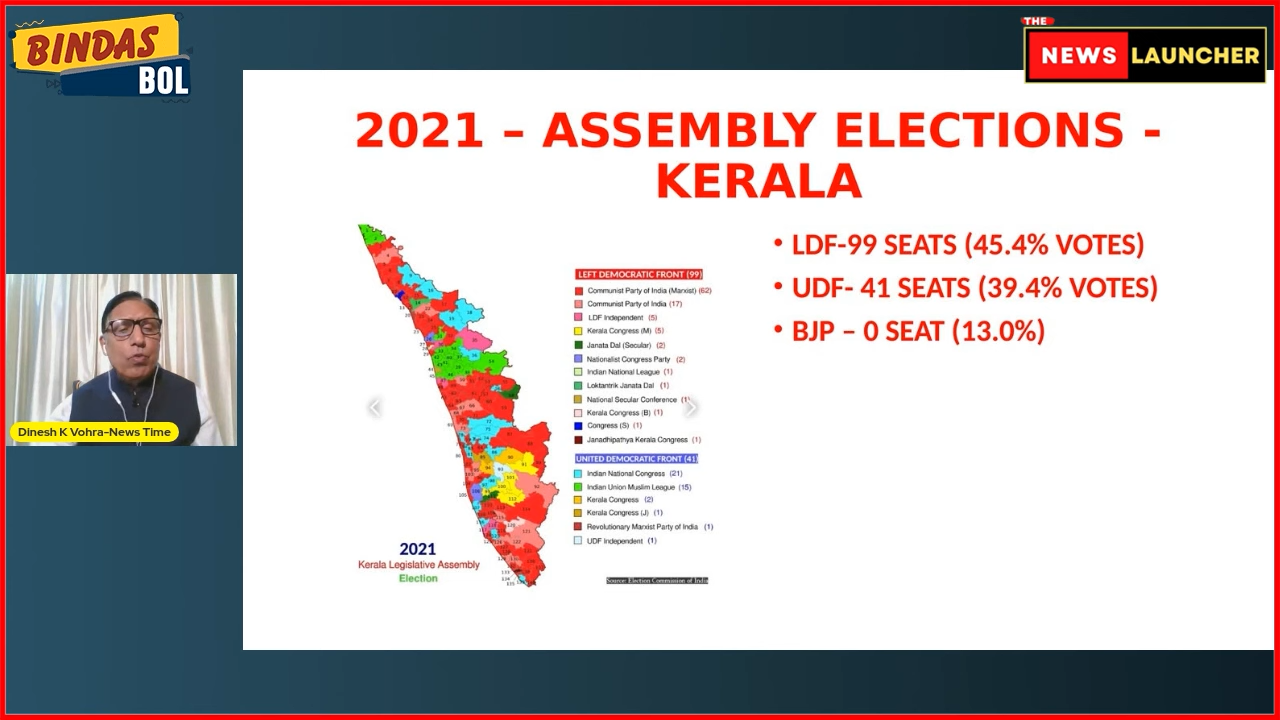 BINDAS
BOL
THE
NEWS LAUNCHER
2021 – ASSEMBLY ELECTIONS -
KERALA
• LDF-99 SEATS (45.4% VOTES)
• UDF- 41 SEATS (39.4% VOTES)
• BJP – 0 SEAT (13.0%)
LEFT DEMOCRATIC FRONT (99)
Communist Party of India (Marxist) (62)
Communist Party of India (17)
LDF Independent (5)
Kerala Congress (M) (5)
Janata Dal (Secular) (2)
Nationalist Congress Party (2)
Indian National League (1)
Loktantrik Janata Dal (1)
National Secular Conference (1)
Kerala Congress (B) (1)
Congress (S) (1)
Janadhipathya Kerala Congress (1)
UNITED DEMOCRATIC FRONT (41)
Indian National Congress (21)
Indian Union Muslim League (15)
Kerala Congress (2)
Kerala Congress (J) (1)
Revolutionary Marxist Party of India (1)
UDF Independent (1)
2021
Kerala Legislative Assembly
Election
Source: Election Commission of India
Dinesh K Vohra-News Time